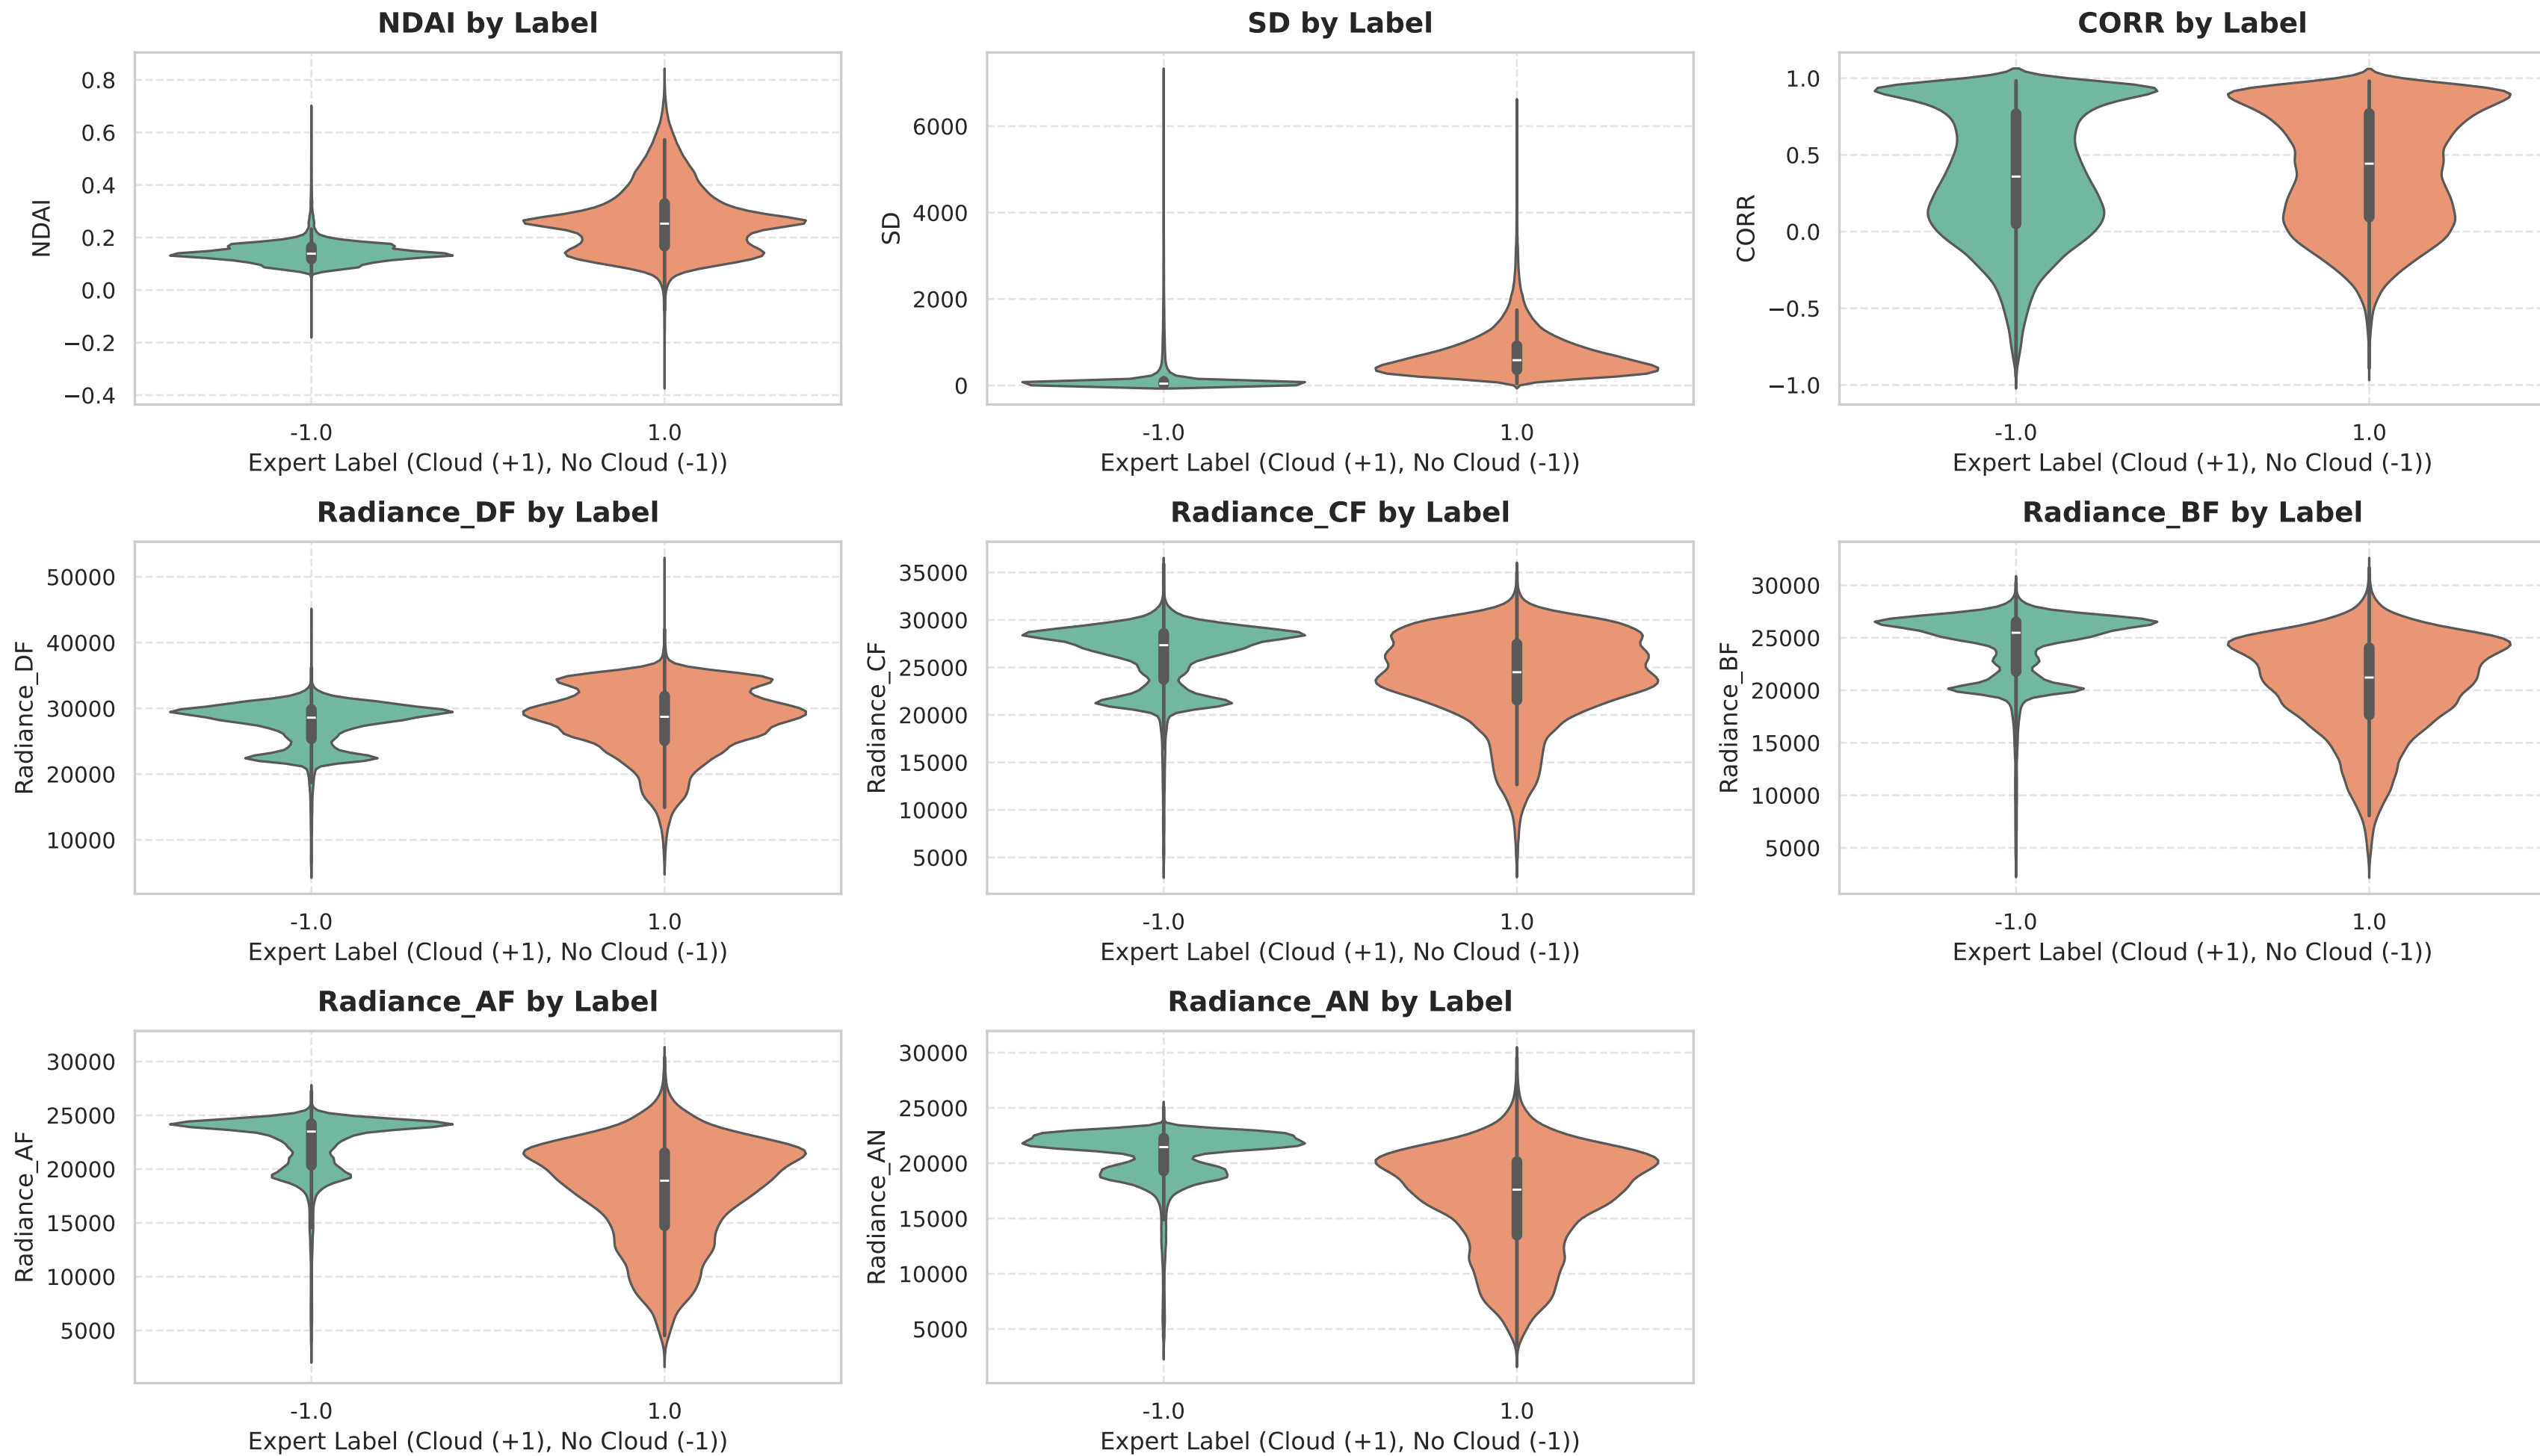 NDAI by Label
NDAI
0.8
0.6
0.4
0.2
0.0
−0.2
−0.4
-1.0 1.0
Expert Label (Cloud (+1), No Cloud (-1))
SD by Label
SD
6000
4000
2000
0
-1.0 1.0
Expert Label (Cloud (+1), No Cloud (-1))
CORR by Label
CORR
1.0
0.5
0.0
−0.5
−1.0
-1.0 1.0
Expert Label (Cloud (+1), No Cloud (-1))
Radiance_DF by Label
Radiance_DF
50000
40000
30000
20000
10000
-1.0 1.0
Expert Label (Cloud (+1), No Cloud (-1))
Radiance_CF by Label
Radiance_CF
35000
30000
25000
20000
15000
10000
5000
-1.0 1.0
Expert Label (Cloud (+1), No Cloud (-1))
Radiance_BF by Label
Radiance_BF
30000
25000
20000
15000
10000
5000
-1.0 1.0
Expert Label (Cloud (+1), No Cloud (-1))
Radiance_AF by Label
Radiance_AF
30000
25000
20000
15000
10000
5000
-1.0 1.0
Expert Label (Cloud (+1), No Cloud (-1))
Radiance_AN by Label
Radiance_AN
30000
25000
20000
15000
10000
5000
-1.0 1.0
Expert Label (Cloud (+1), No Cloud (-1))